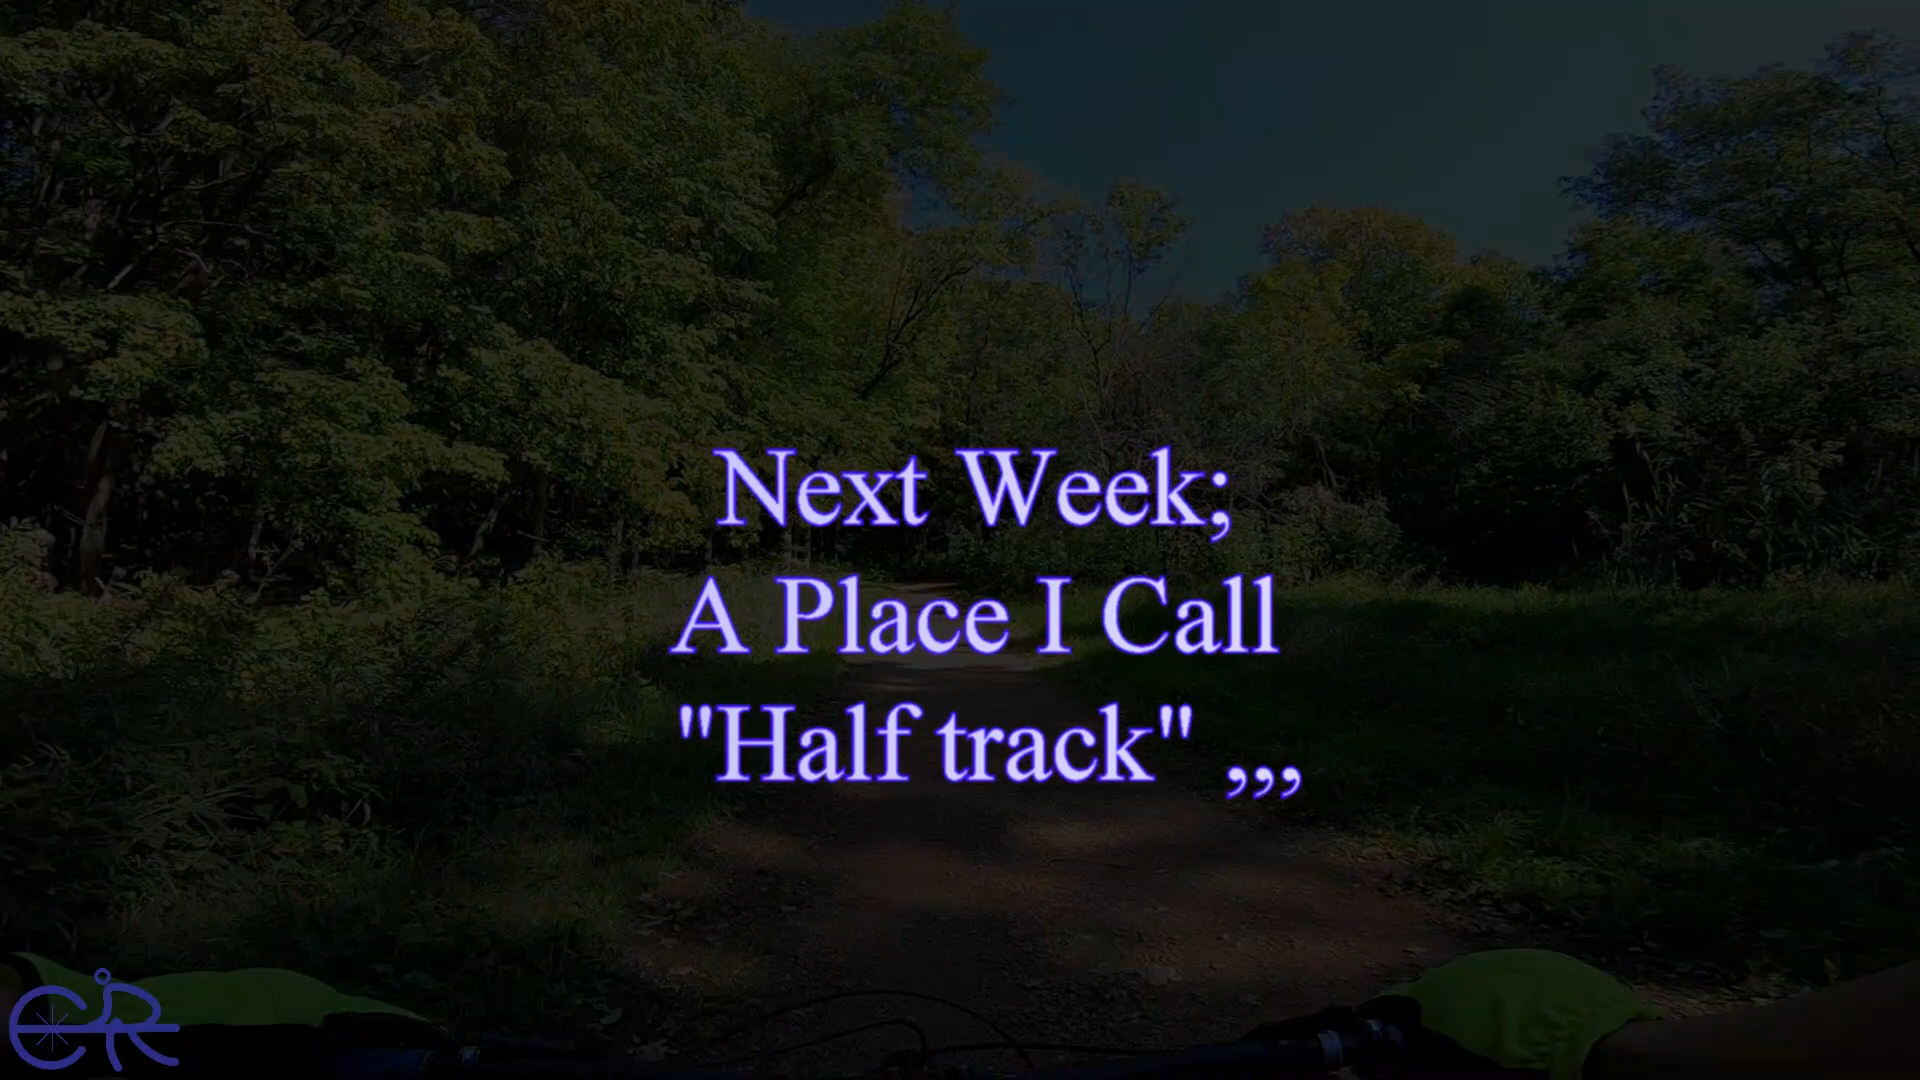 Next Week;
A Place I Call
"Half track" ,,,